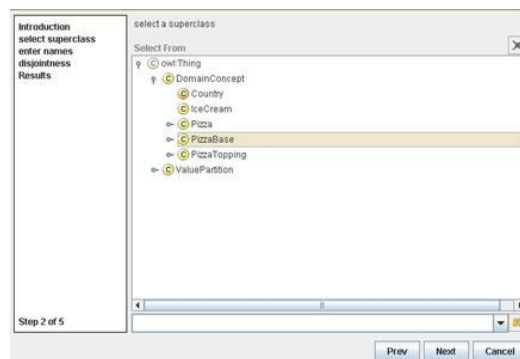 Introduction
select superclass
enter names
disjointness
Results
Step 2 of 5
select a superclass
Select From
C owl:Thing
C DomainConcept
C Country
C IceCream
C Pizza
C PizzaBase
C PizzaTopping
C ValuePartition
Prev Next Cancel